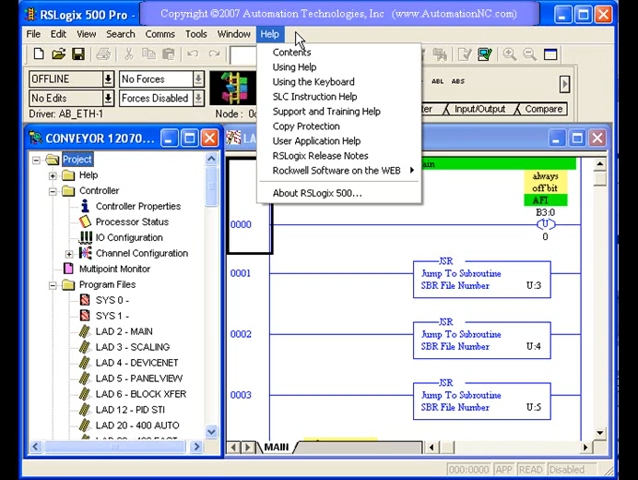 RSLogix 500 Pro -
Copyright ©2007 Automation Technologies, Inc (www.AutomationNC.com)
File Edit View Search Comms Tools Window Help
OFFLINE
No Forces
No Edits
Forces Disabled
Driver: AB_ETH-1
Node: 0
Contents
Using Help
Using the Keyboard
SLC Instruction Help
Support and Training Help
Copy Protection
User Application Help
RSLogix Release Notes
Rockwell Software on the WEB
About RSLogix 500...
ABL ABS
Input/Output
Compare
CONVEYOR 12070...
Project
Help
Controller
Controller Properties
Processor Status
IO Configuration
Channel Configuration
Multipoint Monitor
Program Files
SYS 0 -
SYS 1 -
LAD 2 - MAIN
LAD 3 - SCALING
LAD 4 - DEVICENET
LAD 5 - PANELVIEW
LAD 6 - BLOCK XFER
LAD 12 - PID STI
LAD 20 - 400 AUTO
always
off bit
AFI
B3:0
0000
U
0
0001
JSR
Jump To Subroutine
SBR File Number U:3
0002
JSR
Jump To Subroutine
SBR File Number U:4
0003
JSR
Jump To Subroutine
SBR File Number U:5
MAIN
000:0000 APP READ Disabled